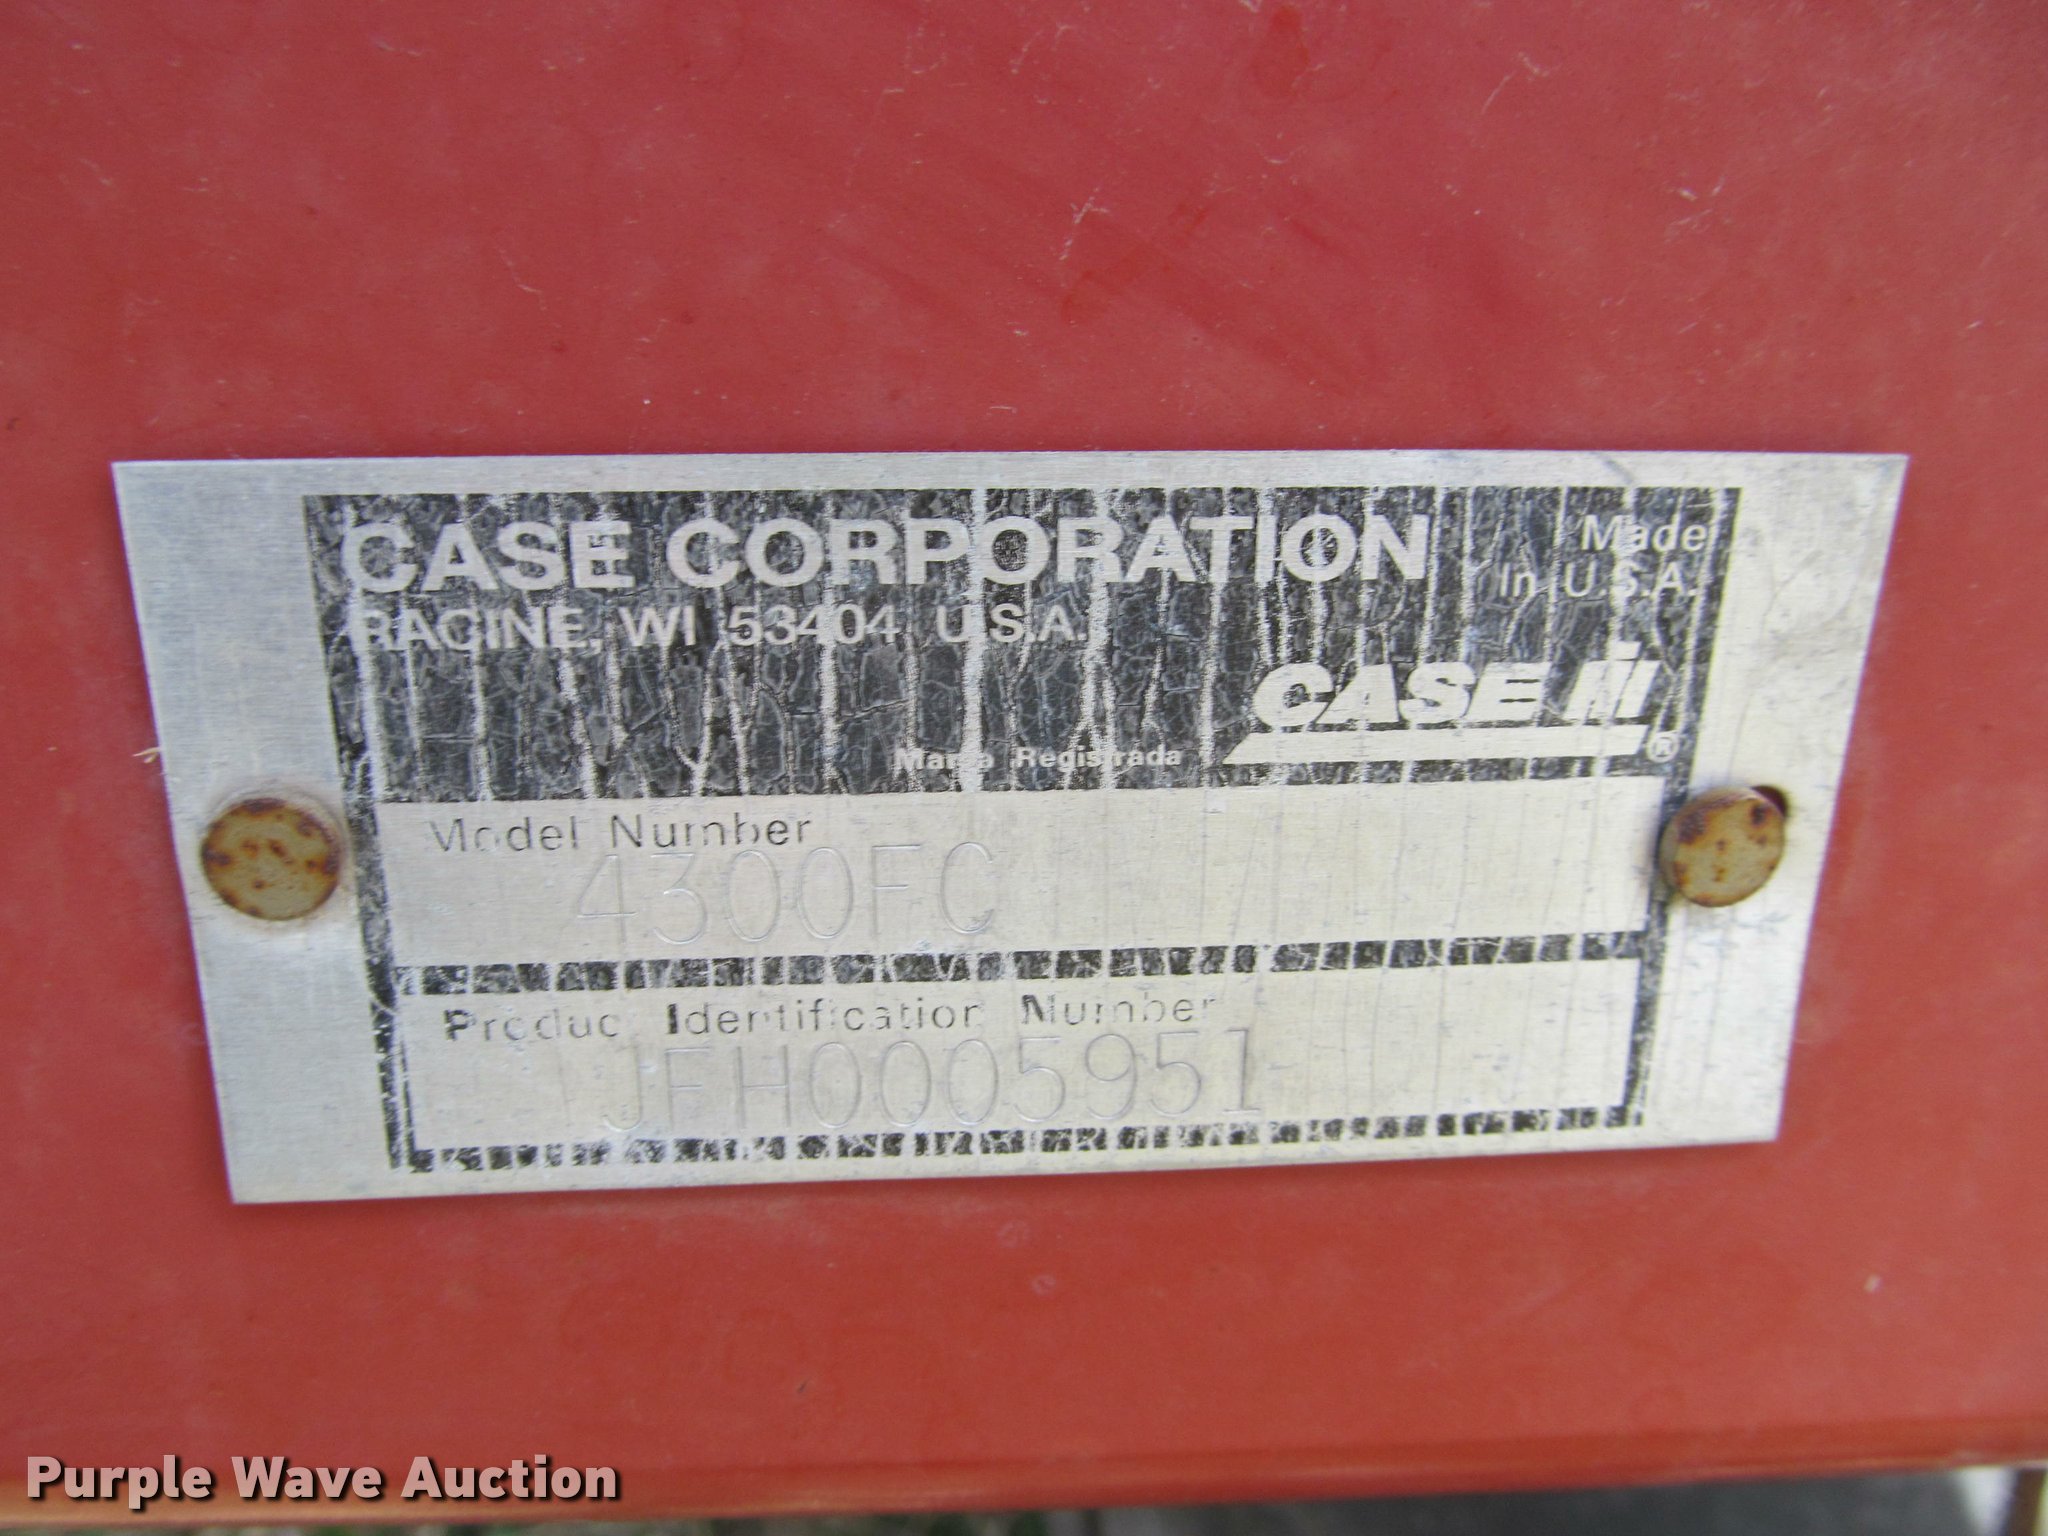 CASE CORPORATION
Made
In U.S.A.
RACINE, WI 53404 U.S.A.
CASE IH
Marca Registrada ®
Model Number
4300FC
Product Identification Number
JFH0005951
Purple Wave Auction